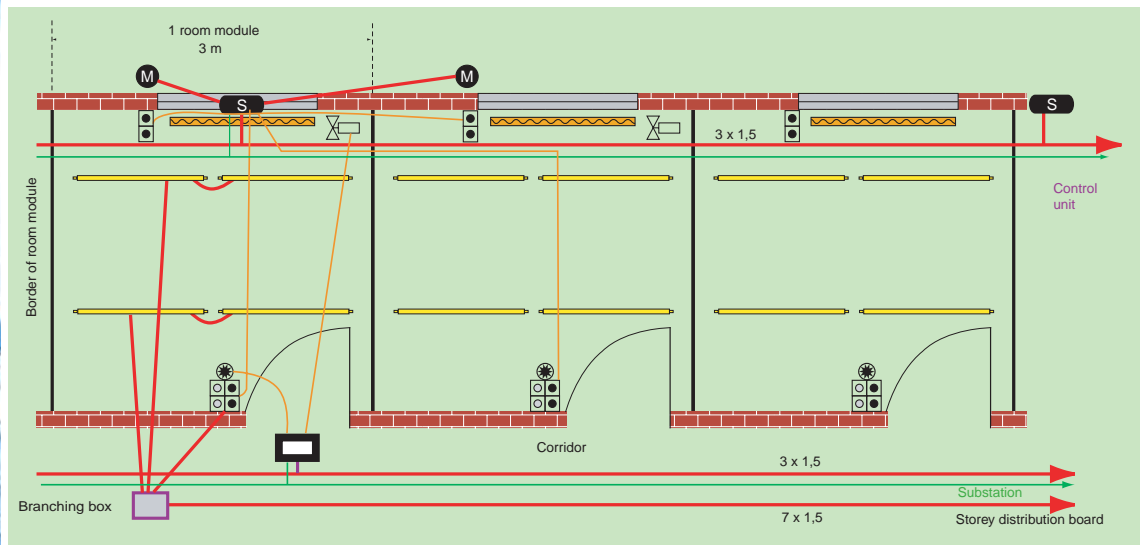 1 room module
3 m
M
M
S
S
3 x 1,5
Control
unit
Border of room module
Corridor
3 x 1,5
Substation
Branching box
7 x 1,5
Storey distribution board